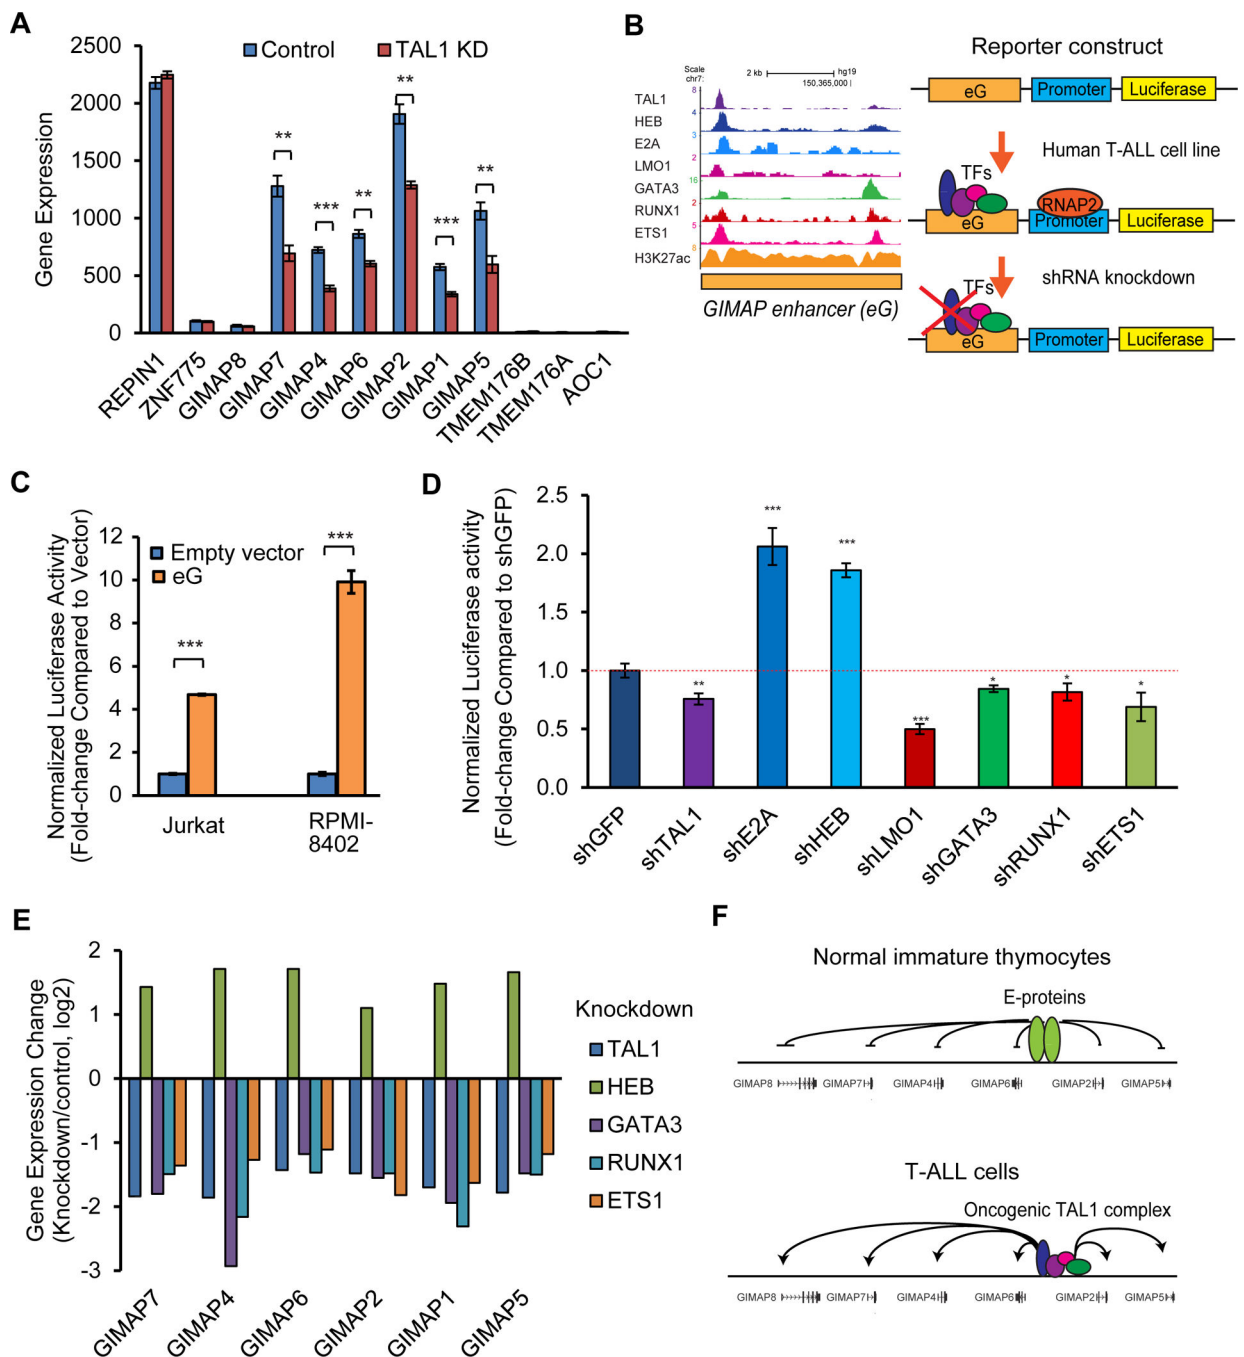 A
Gene Expression
2500
2000
1500
1000
500
0
Control
TAL1 KD
**
***
**
**
***
**
REPIN1
ZNF775
GIMAP8
GIMAP7
GIMAP4
GIMAP6
GIMAP2
GIMAP1
GIMAP5
TMEM176B
TMEM176A
AOC1
B
Scale
chr7:
2 kb
hg19
150,365,000
8
TAL1
4
HEB
3
E2A
2
LMO1
16
GATA3
2
RUNX1
5
ETS1
8
H3K27ac
GIMAP enhancer (eG)
Reporter construct
eG
Promoter
Luciferase
Human T-ALL cell line
TFs
RNAP2
eG
Promoter
Luciferase
shRNA knockdown
TFs
eG
Promoter
Luciferase
C
Normalized Luciferase Activity
(Fold-change Compared to Vector)
12
10
8
6
4
2
0
Empty vector
eG
***
***
Jurkat
RPMI-
8402
D
Normalized Luciferase activity
(Fold-change Compared to shGFP)
2.5
2.0
1.5
1.0
0.5
0.0
**
***
***
***
*
*
*
shGFP
shTAL1
shE2A
shHEB
shLMO1
shGATA3
shRUNX1
shETS1
E
Gene Expression Change
(Knockdown/control, log2)
2
1
0
-1
-2
-3
GIMAP7
GIMAP4
GIMAP6
GIMAP2
GIMAP1
GIMAP5
Knockdown
TAL1
HEB
GATA3
RUNX1
ETS1
F
Normal immature thymocytes
E-proteins
GIMAP8
GIMAP7
GIMAP4
GIMAP6
GIMAP2
GIMAP5
T-ALL cells
Oncogenic TAL1 complex
GIMAP8
GIMAP7
GIMAP4
GIMAP6
GIMAP2
GIMAP5